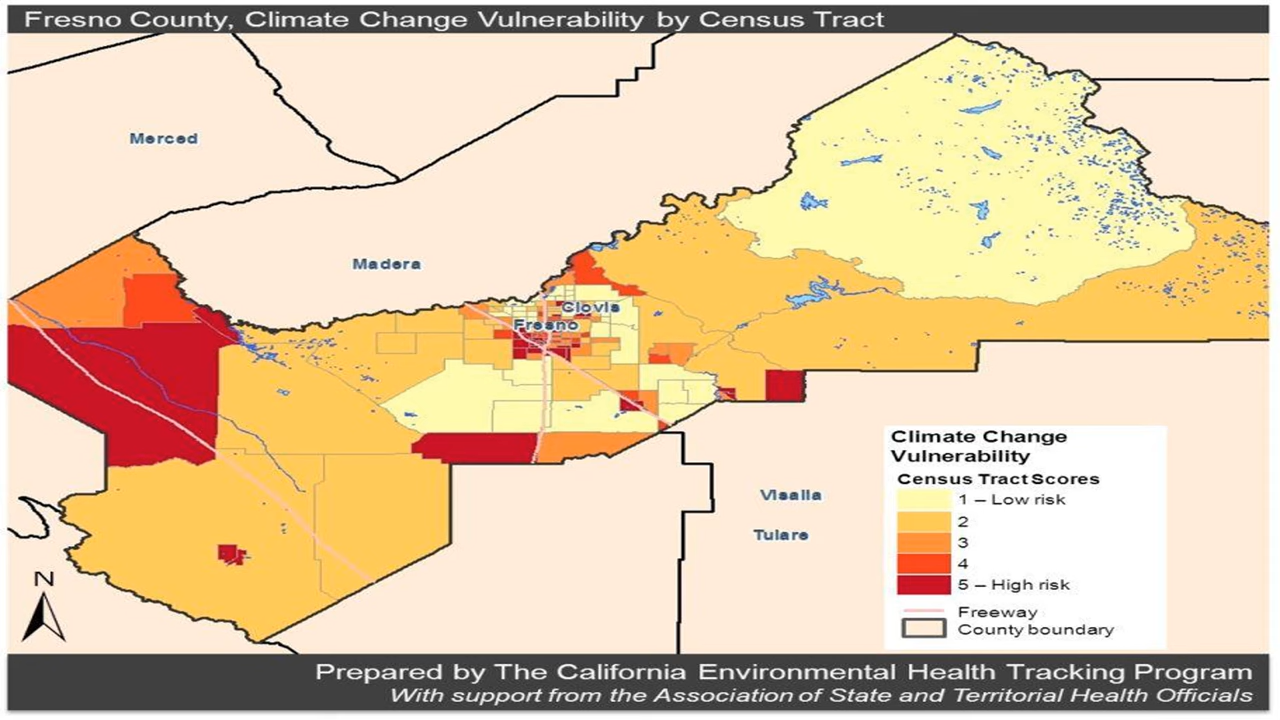 Fresno County, Climate Change Vulnerability by Census Tract
Merced
Madera
Clovis
Fresno
Visalia
Tulare
N
Climate Change
Vulnerability
Census Tract Scores
1 – Low risk
2
3
4
5 – High risk
Freeway
County boundary
Prepared by The California Environmental Health Tracking Program
With support from the Association of State and Territorial Health Officials